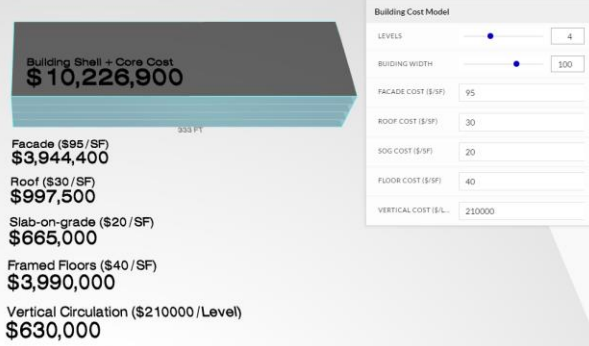 Building Shell + Core Cost
$10,226,900
333 FT
Facade ($95/SF)
$3,944,400
Roof ($30/SF)
$997,500
Slab-on-grade ($20/SF)
$665,000
Framed Floors ($40/SF)
$3,990,000
Vertical Circulation ($210000/Level)
$630,000
Building Cost Model
LEVELS 4
BUIDING WIDTH 100
FACADE COST ($/SF) 95
ROOF COST ($/SF) 30
SOG COST ($/SF) 20
FLOOR COST ($/SF) 40
VERTICAL COST ($/L... 210000